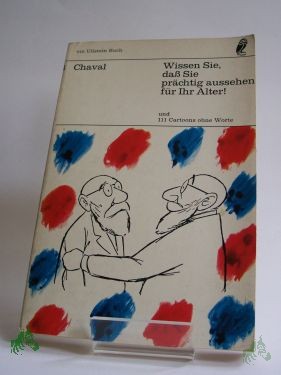 ein Ullstein Buch
Chaval
Wissen Sie,
daß Sie
prächtig aussehen
für Ihr Alter!
und
111 Cartoons ohne Worte